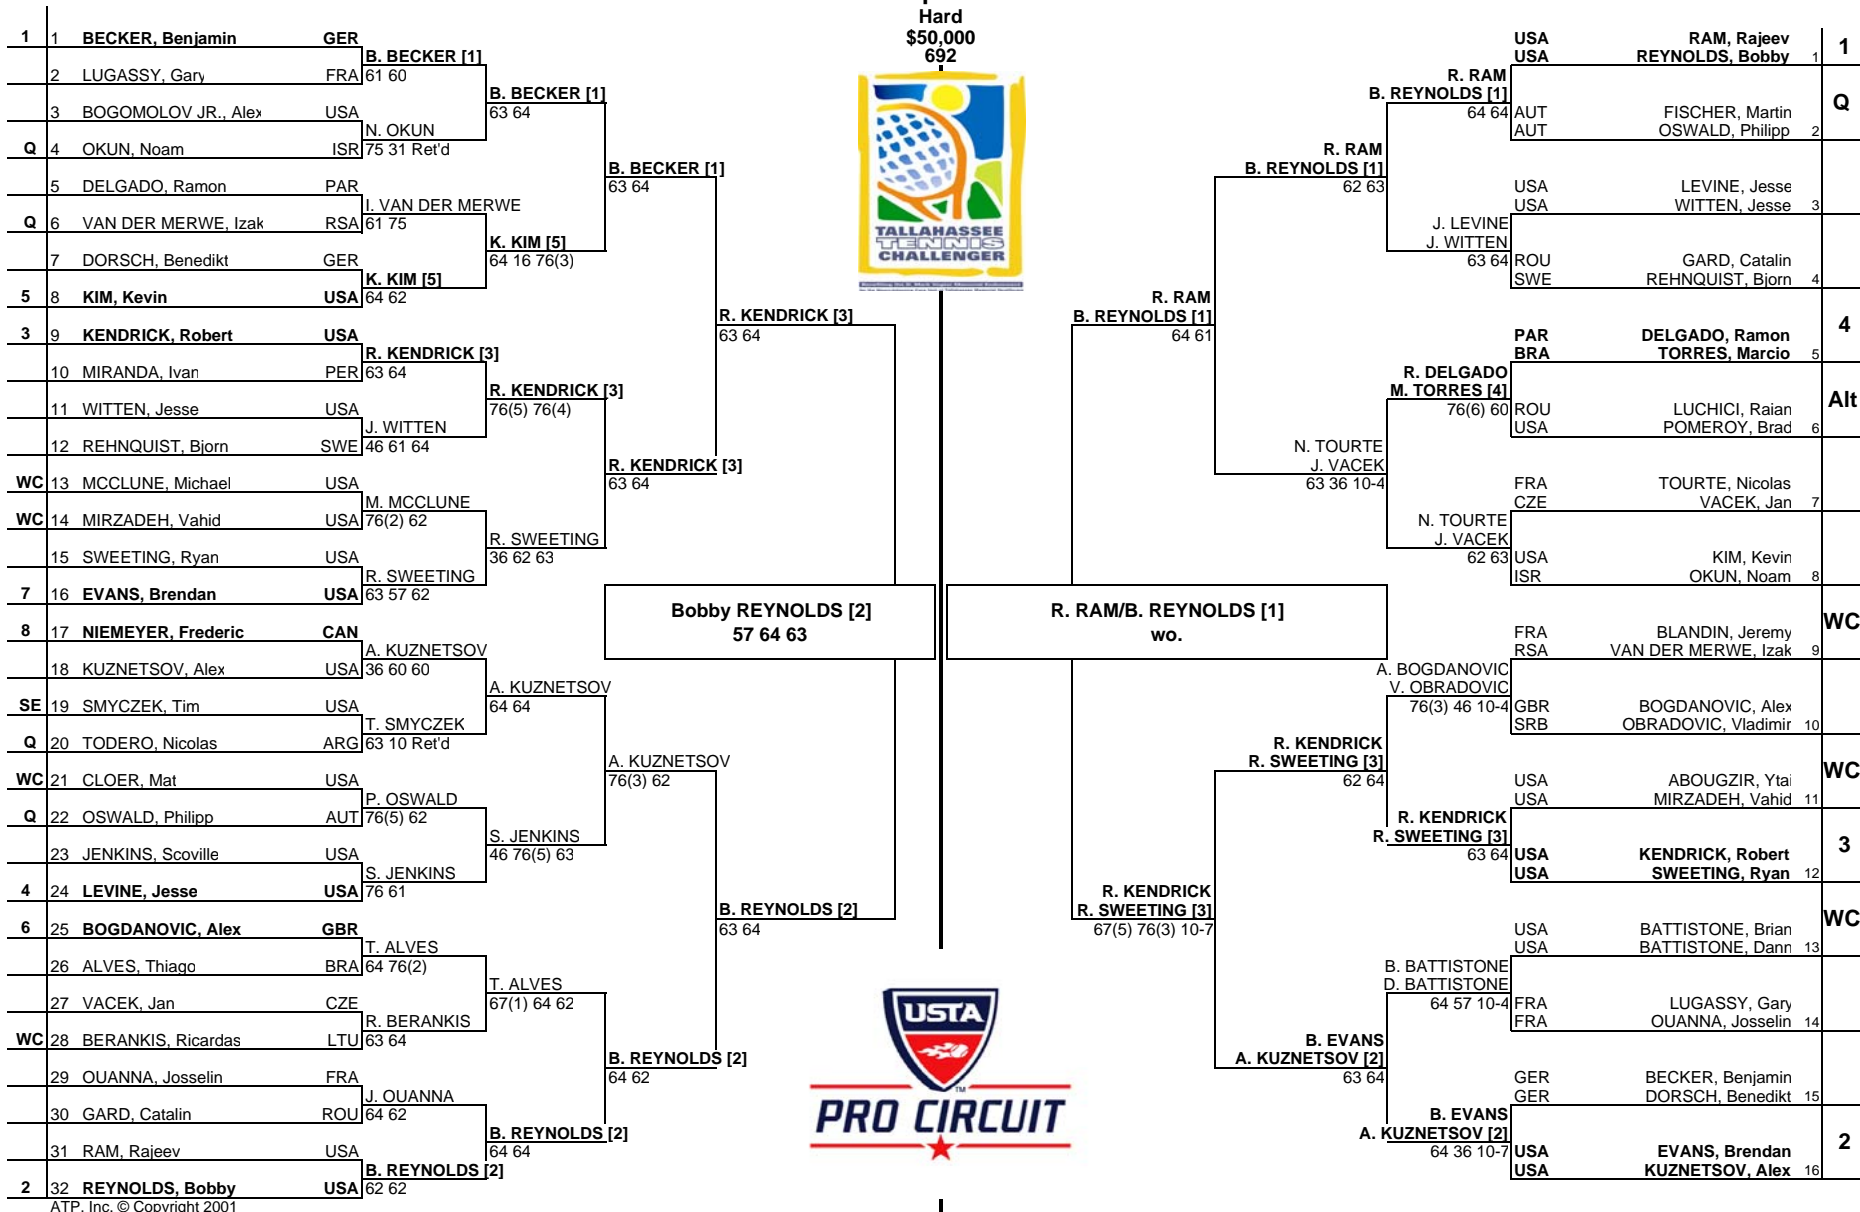 Hard
$50,000
692
1 1 BECKER, Benjamin GER
B. BECKER [1]
2 LUGASSY, Gary FRA 61 60
B. BECKER [1]
3 BOGOMOLOV JR., Alex USA 63 64
N. OKUN
Q 4 OKUN, Noam ISR 75 31 Ret'd
B. BECKER [1]
5 DELGADO, Ramon PAR 63 64
I. VAN DER MERWE
Q 6 VAN DER MERWE, Izak RSA 61 75
K. KIM [5]
7 DORSCH, Benedikt GER 64 16 76(3)
K. KIM [5]
5 8 KIM, Kevin USA 64 62
R. KENDRICK [3]
3 9 KENDRICK, Robert USA 63 64
R. KENDRICK [3]
10 MIRANDA, Ivan PER 63 64
R. KENDRICK [3]
11 WITTEN, Jesse USA 76(5) 76(4)
J. WITTEN
12 REHNQUIST, Bjorn SWE 46 61 64
R. KENDRICK [3]
WC 13 MCCLUNE, Michael USA 63 64
M. MCCLUNE
WC 14 MIRZADEH, Vahid USA 76(2) 62
R. SWEETING
15 SWEETING, Ryan USA 36 62 63
R. SWEETING
7 16 EVANS, Brendan USA 63 57 62
Bobby REYNOLDS [2]
57 64 63
8 17 NIEMEYER, Frederic CAN
A. KUZNETSOV
18 KUZNETSOV, Alex USA 36 60 60
A. KUZNETSOV
SE 19 SMYCZEK, Tim USA 64 64
T. SMYCZEK
Q 20 TODERO, Nicolas ARG 63 10 Ret'd
A. KUZNETSOV
WC 21 CLOER, Mat USA 76(3) 62
P. OSWALD
Q 22 OSWALD, Philipp AUT 76(5) 62
S. JENKINS
23 JENKINS, Scoville USA 46 76(5) 63
S. JENKINS
4 24 LEVINE, Jesse USA 76 61
B. REYNOLDS [2]
6 25 BOGDANOVIC, Alex GBR 63 64
T. ALVES
26 ALVES, Thiago BRA 64 76(2)
T. ALVES
27 VACEK, Jan CZE 67(1) 64 62
R. BERANKIS
WC 28 BERANKIS, Ricardas LTU 63 64
B. REYNOLDS [2]
29 OUANNA, Josselin FRA 64 62
J. OUANNA
30 GARD, Catalin ROU 64 62
B. REYNOLDS [2]
31 RAM, Rajeev USA 64 64
B. REYNOLDS [2]
2 32 REYNOLDS, Bobby USA 62 62
ATP, Inc. © Copyright 2001
TALLAHASSEE
TENNIS
CHALLENGER
USTA
TM
PRO CIRCUIT
USA RAM, Rajeev 1
USA REYNOLDS, Bobby 1
R. RAM
B. REYNOLDS [1]
64 64 AUT FISCHER, Martin Q
AUT OSWALD, Philipp 2
R. RAM
B. REYNOLDS [1]
62 63 USA LEVINE, Jesse
USA WITTEN, Jesse 3
J. LEVINE
J. WITTEN
63 64 ROU GARD, Catalin
SWE REHNQUIST, Bjorn 4
R. RAM
B. REYNOLDS [1]
64 61 PAR DELGADO, Ramon 4
BRA TORRES, Marcio 5
R. DELGADO
M. TORRES [4]
76(6) 60 ROU LUCHICI, Raian Alt
USA POMEROY, Brad 6
N. TOURTE
J. VACEK
63 36 10-4 FRA TOURTE, Nicolas
CZE VACEK, Jan 7
N. TOURTE
J. VACEK
62 63 USA KIM, Kevin
ISR OKUN, Noam 8
R. RAM/B. REYNOLDS [1]
wo.
FRA BLANDIN, Jeremy WC
RSA VAN DER MERWE, Izak 9
A. BOGDANOVIC
V. OBRADOVIC
76(3) 46 10-4 GBR BOGDANOVIC, Alex
SRB OBRADOVIC, Vladimir 10
R. KENDRICK
R. SWEETING [3]
62 64 USA ABOUGZIR, Ytai WC
USA MIRZADEH, Vahid 11
R. KENDRICK
R. SWEETING [3]
63 64 USA KENDRICK, Robert 3
USA SWEETING, Ryan 12
R. KENDRICK
R. SWEETING [3]
67(5) 76(3) 10-7 USA BATTISTONE, Brian WC
USA BATTISTONE, Dann 13
B. BATTISTONE
D. BATTISTONE
64 57 10-4 FRA LUGASSY, Gary
FRA OUANNA, Josselin 14
B. EVANS
A. KUZNETSOV [2]
63 64 GER BECKER, Benjamin
GER DORSCH, Benedikt 15
B. EVANS
A. KUZNETSOV [2]
64 36 10-7 USA EVANS, Brendan 2
USA KUZNETSOV, Alex 16